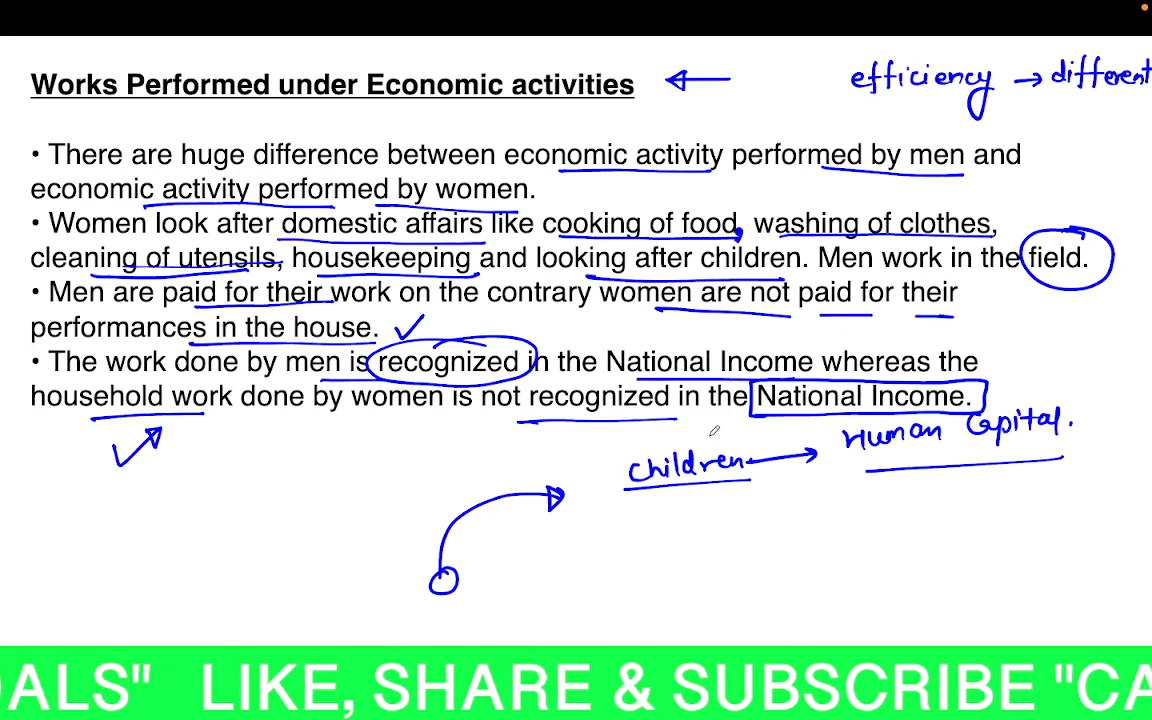 Works Performed under Economic activities
efficiency → different
• There are huge difference between economic activity performed by men and
economic activity performed by women.
• Women look after domestic affairs like cooking of food, washing of clothes,
cleaning of utensils, housekeeping and looking after children. Men work in the field.
• Men are paid for their work on the contrary women are not paid for their
performances in the house.
• The work done by men is recognized in the National Income whereas the
household work done by women is not recognized in the National Income.
children → Human Capital.
OALS" LIKE, SHARE & SUBSCRIBE "CA